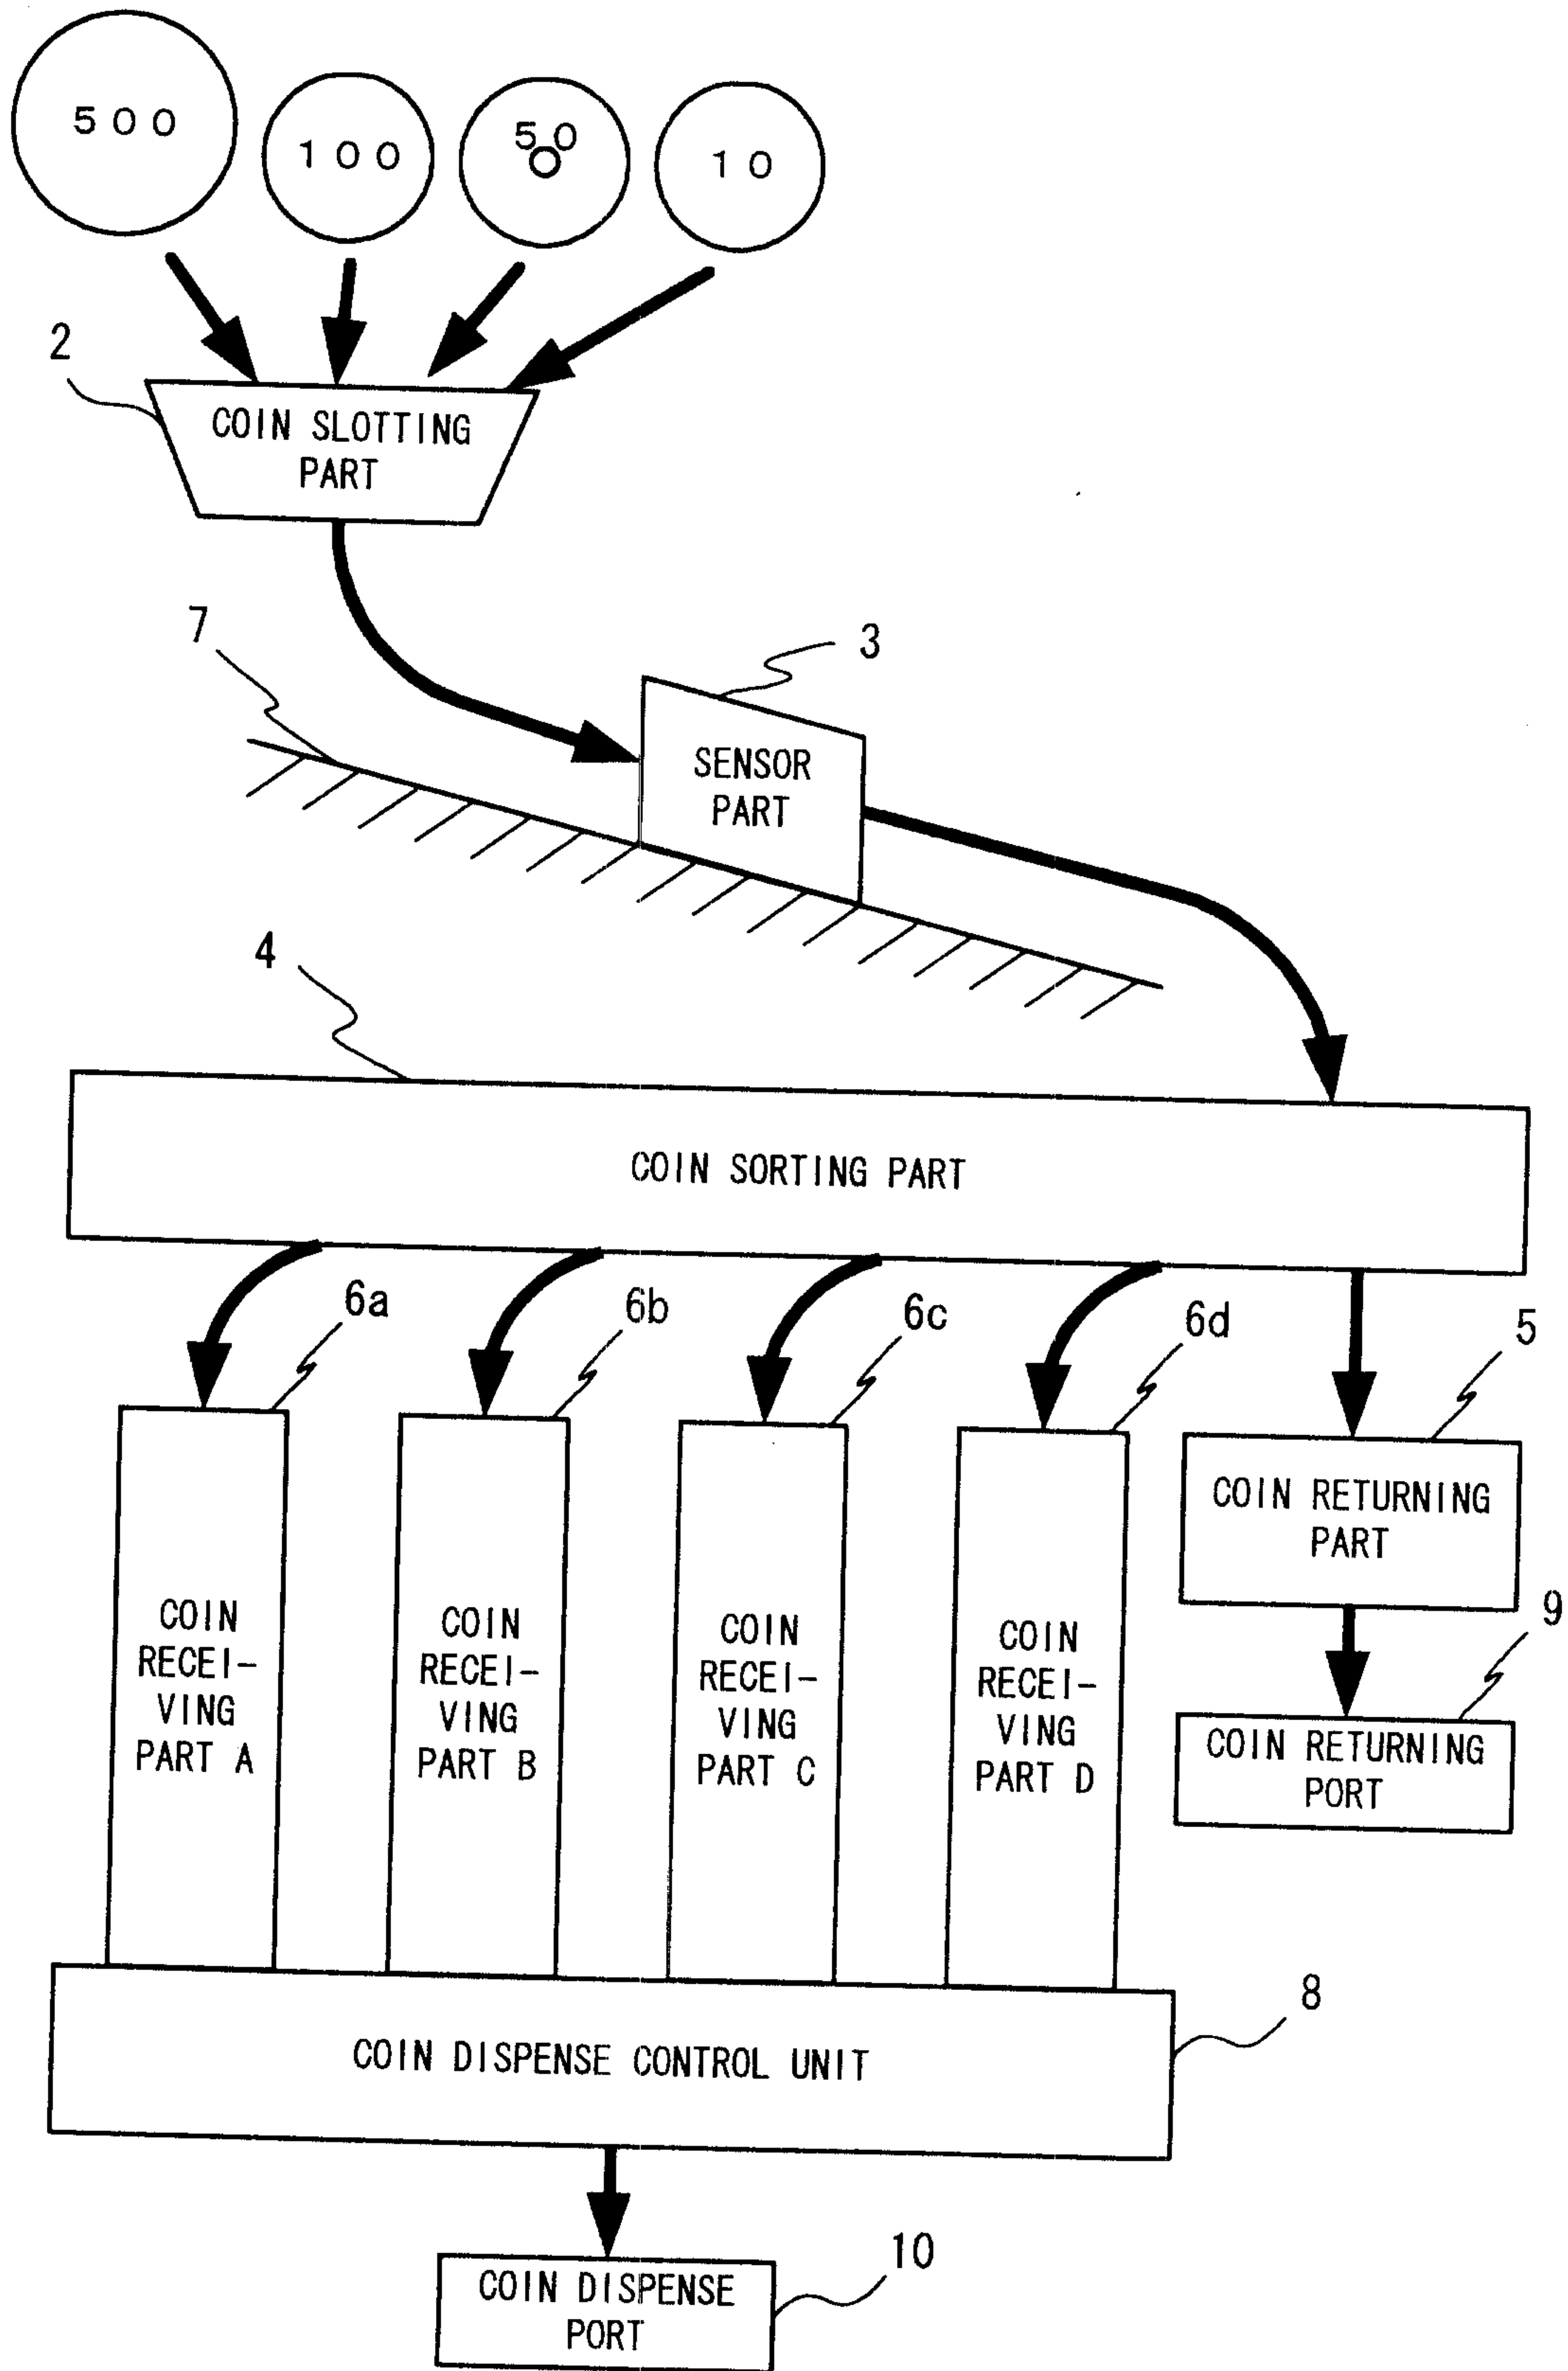 500
100
50
10
2
COIN SLOTTING
PART
7
3
SENSOR
PART
4
COIN SORTING PART
6a
6b
6c
6d
5
COIN RETURNING
PART
COIN
RECEI-
VING
PART A
COIN
RECEI-
VING
PART B
COIN
RECEI-
VING
PART C
COIN
RECEI-
VING
PART D
9
COIN RETURNING
PORT
8
COIN DISPENSE CONTROL UNIT
10
COIN DISPENSE
PORT